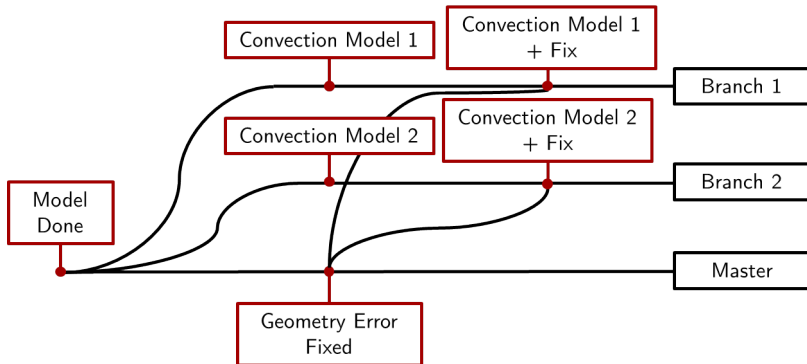 Convection Model 1
Convection Model 1
+ Fix
Branch 1
Convection Model 2
Convection Model 2
+ Fix
Branch 2
Model
Done
Master
Geometry Error
Fixed